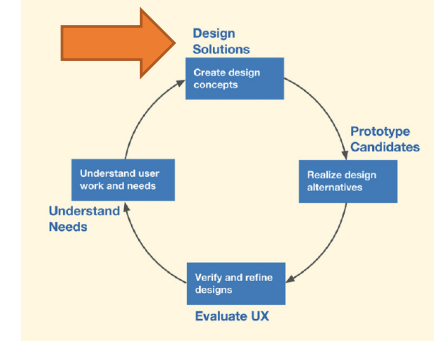 Design
Solutions
Create design
concepts
Prototype
Candidates
Realize design
alternatives
Understand user
work and needs
Understand
Needs
Verify and refine
designs
Evaluate UX